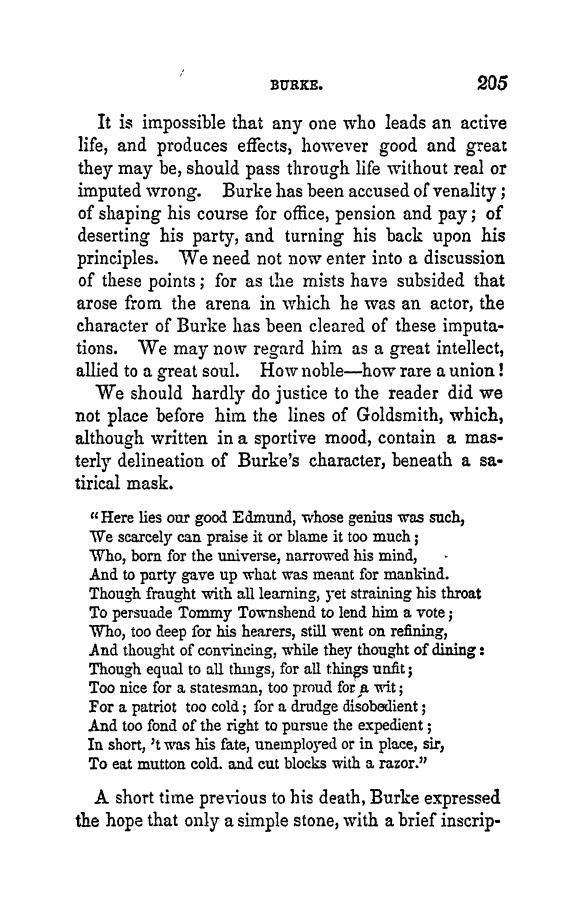 BURKE. 205
It is impossible that any one who leads an active
life, and produces effects, however good and great
they may be, should pass through life without real or
imputed wrong. Burke has been accused of venality;
of shaping his course for office, pension and pay; of
deserting his party, and turning his back upon his
principles. We need not now enter into a discussion
of these points; for as the mists have subsided that
arose from the arena in which he was an actor, the
character of Burke has been cleared of these imputa-
tions. We may now regard him as a great intellect,
allied to a great soul. How noble—how rare a union!
We should hardly do justice to the reader did we
not place before him the lines of Goldsmith, which,
although written in a sportive mood, contain a mas-
terly delineation of Burke's character, beneath a sa-
tirical mask.
"Here lies our good Edmund, whose genius was such,
We scarcely can praise it or blame it too much;
Who, born for the universe, narrowed his mind,
And to party gave up what was meant for mankind.
Though fraught with all learning, yet straining his throat
To persuade Tommy Townshend to lend him a vote;
Who, too deep for his hearers, still went on refining,
And thought of convincing, while they thought of dining:
Though equal to all things, for all things unfit;
Too nice for a statesman, too proud for a wit;
For a patriot too cold; for a drudge disobedient;
And too fond of the right to pursue the expedient;
In short, 't was his fate, unemployed or in place, sir,
To eat mutton cold. and cut blocks with a razor."
A short time previous to his death, Burke expressed
the hope that only a simple stone, with a brief inscrip-